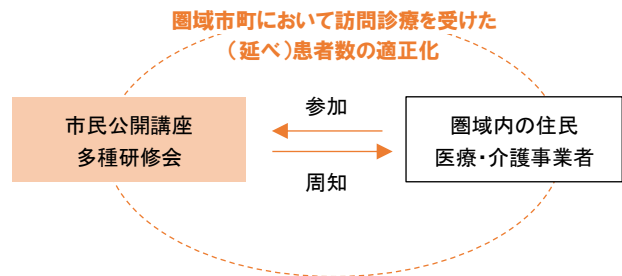 圏域市町において訪問診療を受けた
（延べ）患者数の適正化
市民公開講座
多種研修会
参加
周知
圏域内の住民
医療・介護事業者